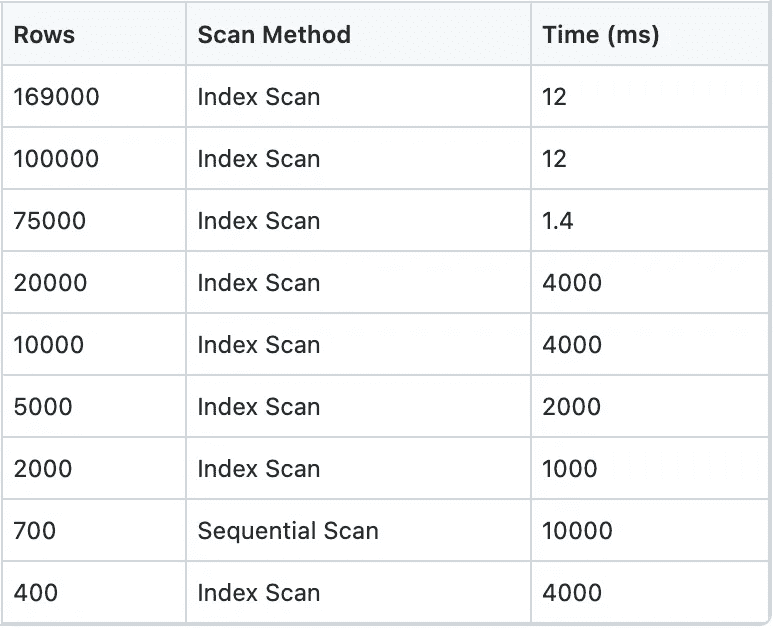 Rows Scan Method Time (ms)
169000 Index Scan 12
100000 Index Scan 12
75000 Index Scan 1.4
20000 Index Scan 4000
10000 Index Scan 4000
5000 Index Scan 2000
2000 Index Scan 1000
700 Sequential Scan 10000
400 Index Scan 4000